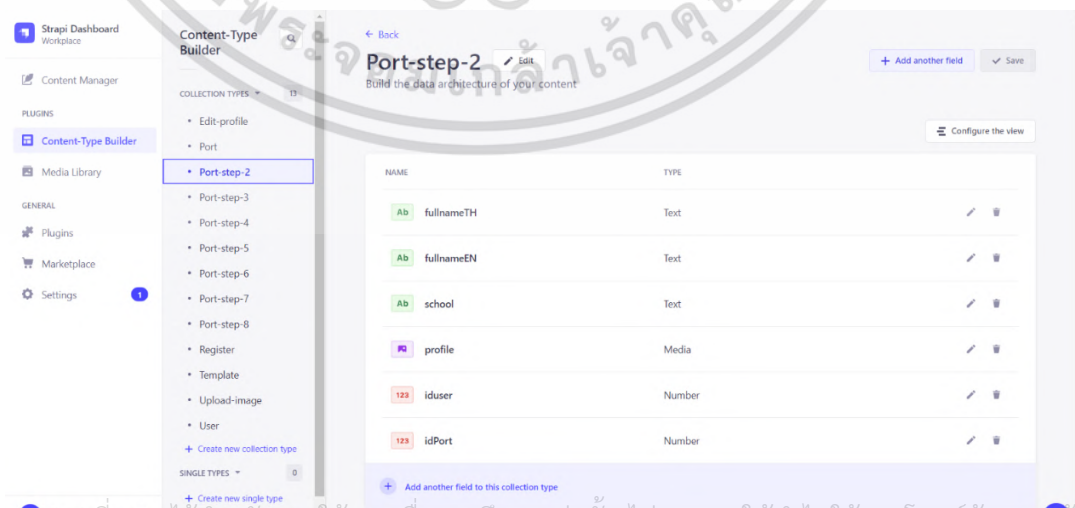 Strapi Dashboard
Workplace
Content Manager
PLUGINS
Content-Type Builder
Media Library
GENERAL
Plugins
Marketplace
Settings
1
Content-Type
Builder
COLLECTION TYPES
13
Edit-profile
Port
Port-step-2
Port-step-3
Port-step-4
Port-step-5
Port-step-6
Port-step-7
Port-step-8
Register
Template
Upload-image
User
+ Create new collection type
SINGLE TYPES
0
+ Create new single type
← Back
Port-step-2
Edit
Build the data architecture of your content
+ Add another field
Save
Configure the view
NAME TYPE
Ab fullnameTH Text
Ab fullnameEN Text
Ab school Text
profile Media
123 iduser Number
123 idPort Number
+ Add another field to this collection type